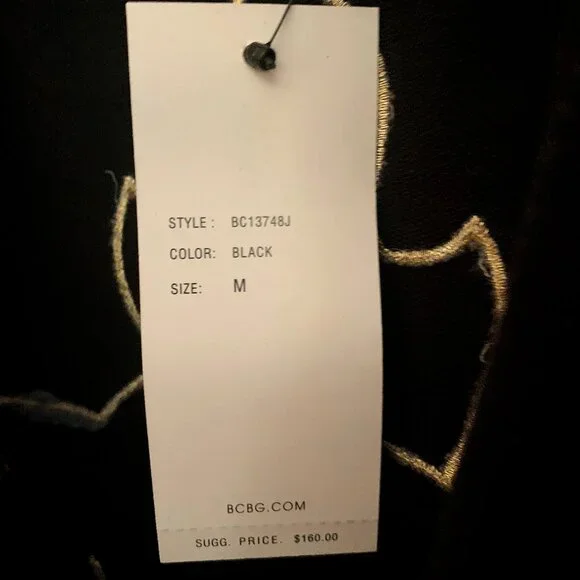 STYLE: BC13748J
COLOR: BLACK
SIZE: M
BCBG.COM
SUGG. PRICE. $160.00